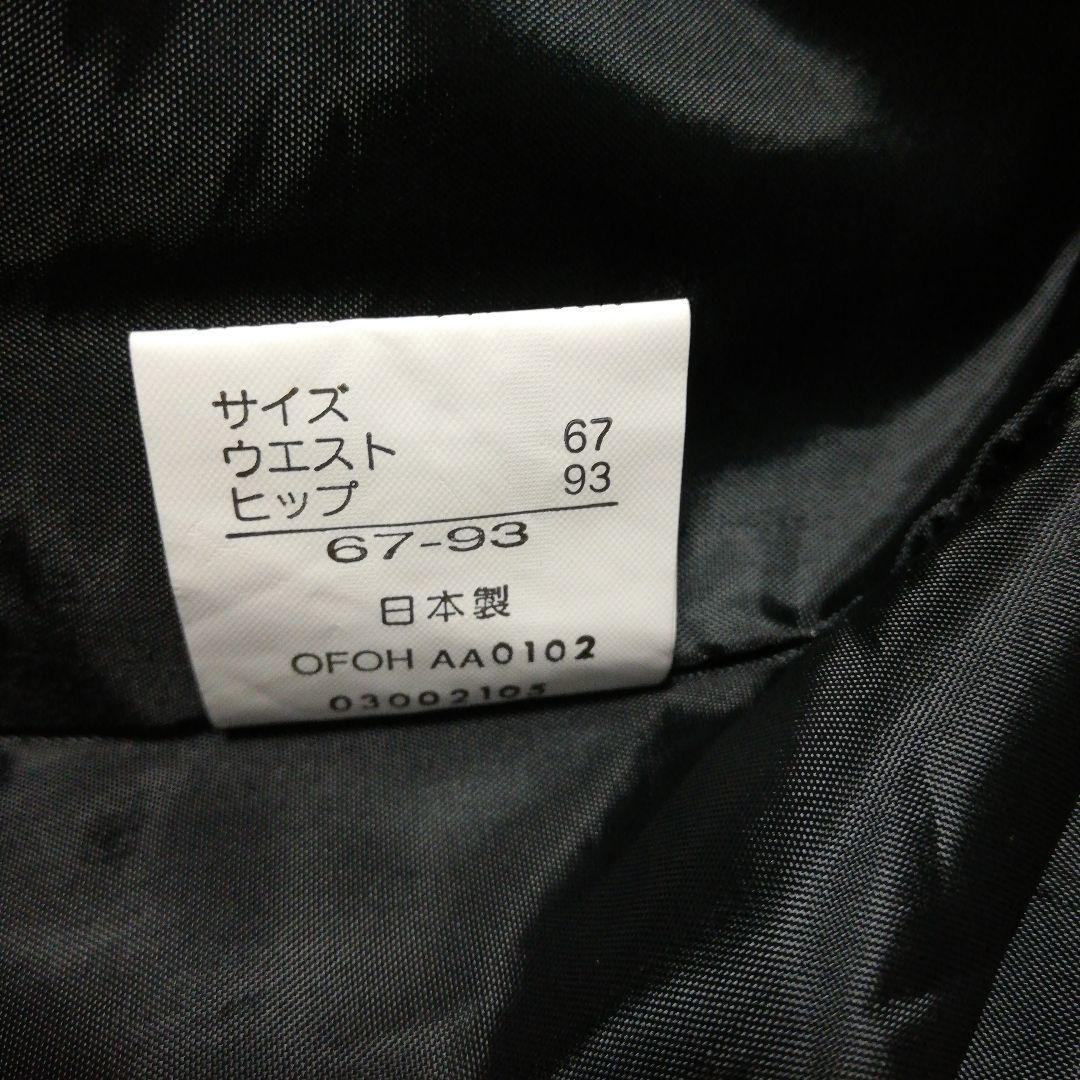 サイズ
ウエスト 67
ヒップ 93
67-93
日本製
OFOH AA0102
03002105